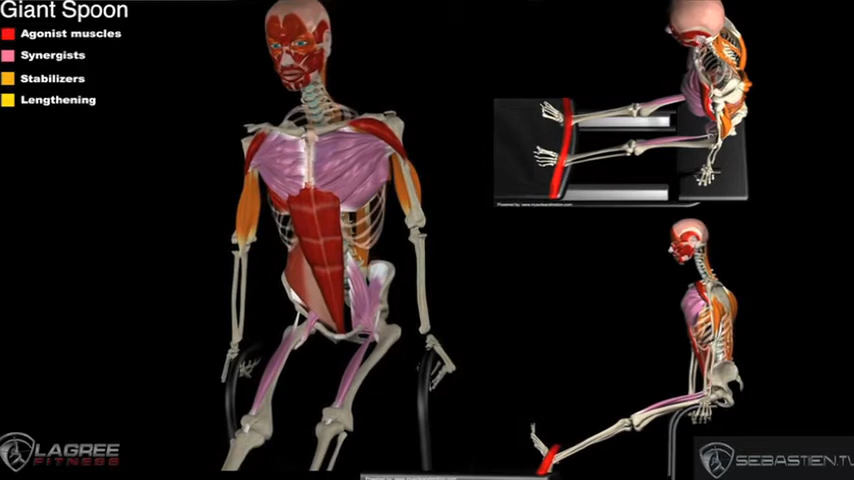 Giant Spoon
Agonist muscles
Synergists
Stabilizers
Lengthening
LAGREE
FITNESS
SEBASTIEN.TV